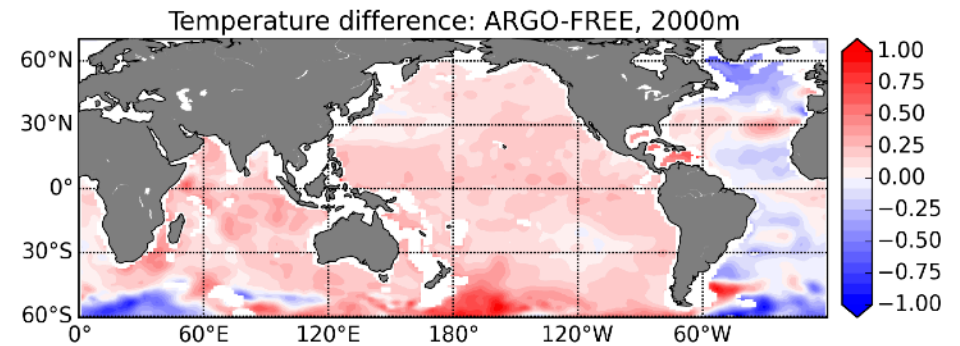 Temperature difference: ARGO-FREE, 2000m
60°N
30°N
0°
30°S
60°S
0°
60°E
120°E
180°
120°W
60°W
1.00
0.75
0.50
0.25
0.00
−0.25
−0.50
−0.75
−1.00